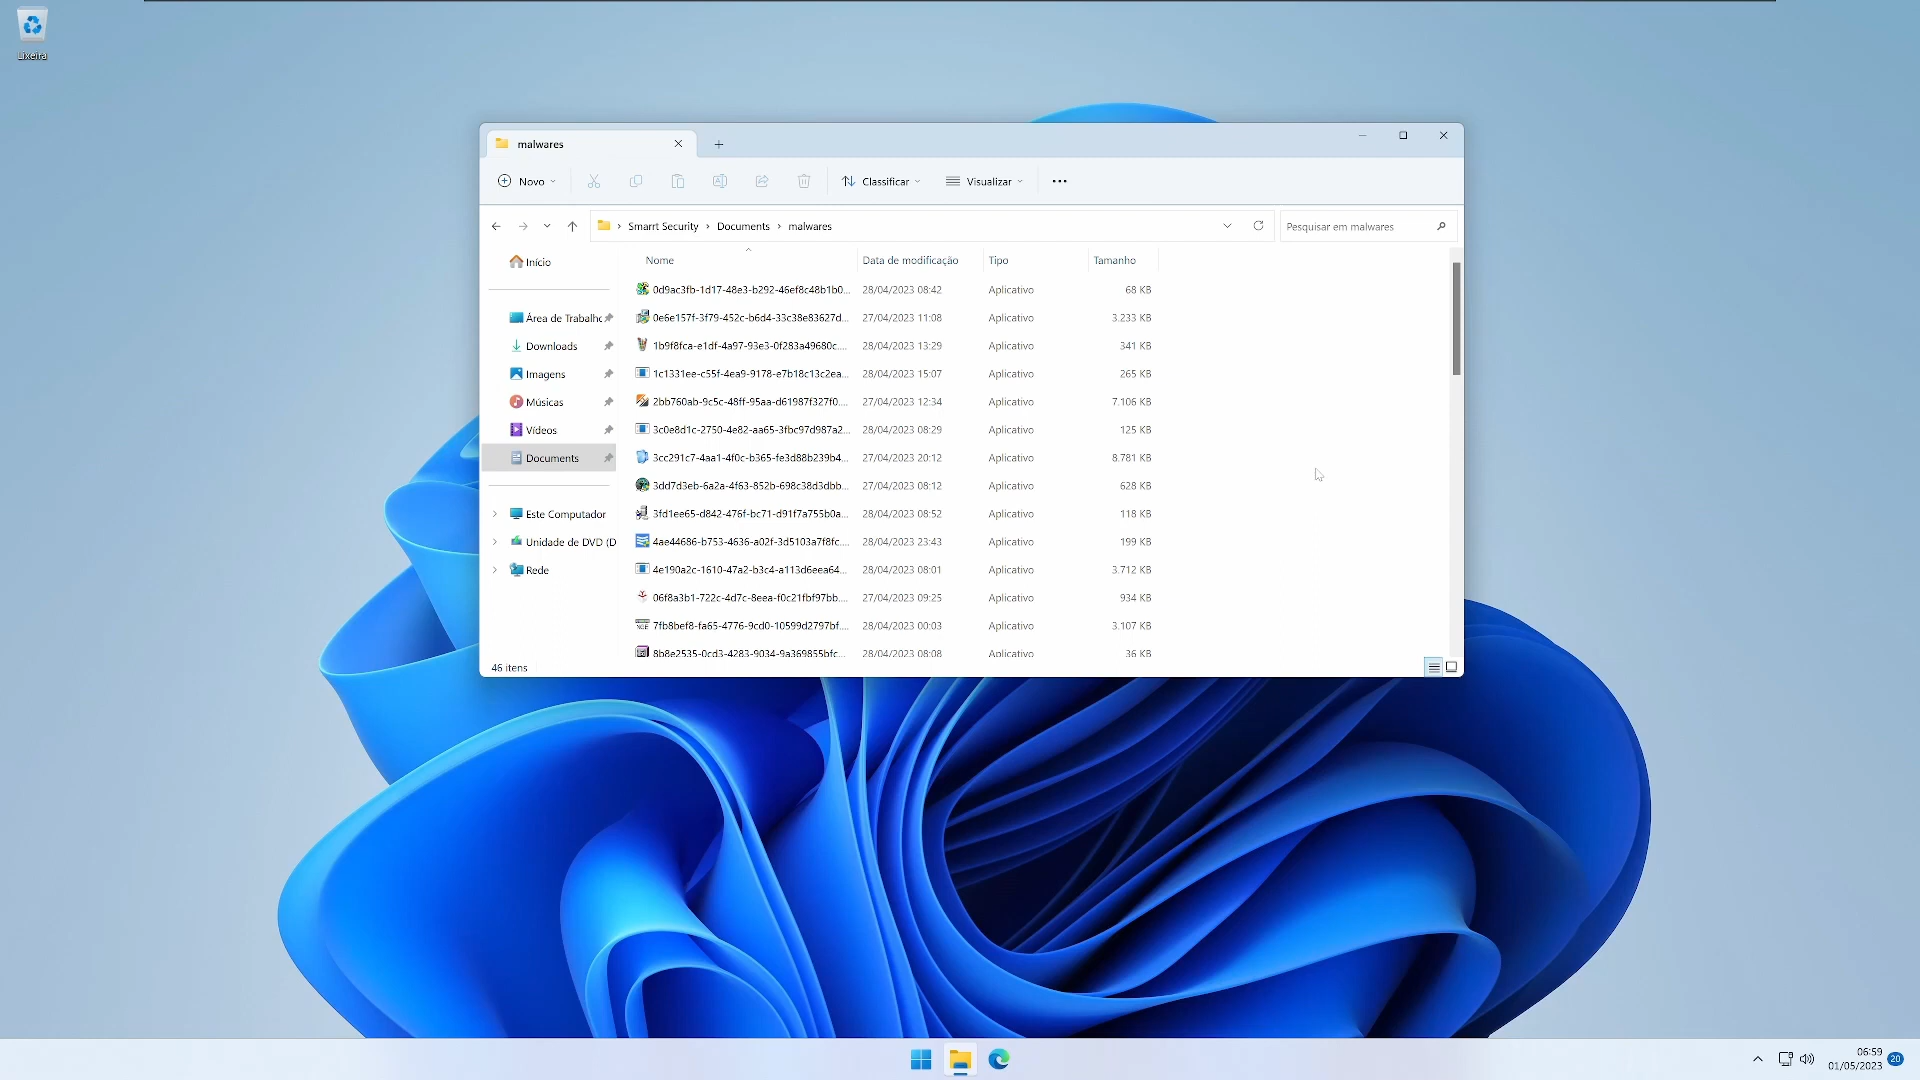 Lixeira
malwares
Novo
Classificar
Visualizar
Smarrt Security
Documents
malwares
Pesquisar em malwares
Início
Área de Trabalho
Downloads
Imagens
Músicas
Vídeos
Documents
Este Computador
Unidade de DVD (D
Rede
Nome Data de modificação Tipo Tamanho
0d9ac3fb-1d17-48e3-b292-46ef8c48b1b0... 28/04/2023 08:42 Aplicativo 68 KB
0e6e157f-3f79-452c-b6d4-33c38e83627d... 27/04/2023 11:08 Aplicativo 3.233 KB
1b9f8fca-e1df-4a97-93e3-0f283a49680c.... 28/04/2023 13:29 Aplicativo 341 KB
1c1331ee-c55f-4ea9-9178-e7b18c13c2ea... 28/04/2023 15:07 Aplicativo 265 KB
2bb760ab-9c5c-48ff-95aa-d61987f327f0.... 27/04/2023 12:34 Aplicativo 7.106 KB
3c0e8d1c-2750-4e82-aa65-3fbc97d987a2... 28/04/2023 08:29 Aplicativo 125 KB
3cc291c7-4aa1-4f0c-b365-fe3d88b239b4... 27/04/2023 20:12 Aplicativo 8.781 KB
3dd7d3eb-6a2a-4f63-852b-698c38d3dbb... 27/04/2023 08:12 Aplicativo 628 KB
3fd1ee65-d842-476f-bc71-d91f7a755b0a... 28/04/2023 08:52 Aplicativo 118 KB
4ae44686-b753-4636-a02f-3d5103a7f8fc.... 28/04/2023 23:43 Aplicativo 199 KB
4e190a2c-1610-47a2-b3c4-a113d6eea64... 28/04/2023 08:01 Aplicativo 3.712 KB
06f8a3b1-722c-4d7c-8eea-f0c21fbf97bb.... 27/04/2023 09:25 Aplicativo 934 KB
7fb8bef8-fa65-4776-9cd0-10599d2797bf.... 28/04/2023 00:03 Aplicativo 3.107 KB
8b8e2535-0cd3-4283-9034-9a369855bfc... 28/04/2023 08:08 Aplicativo 36 KB
46 itens
06:59
01/05/2023
20